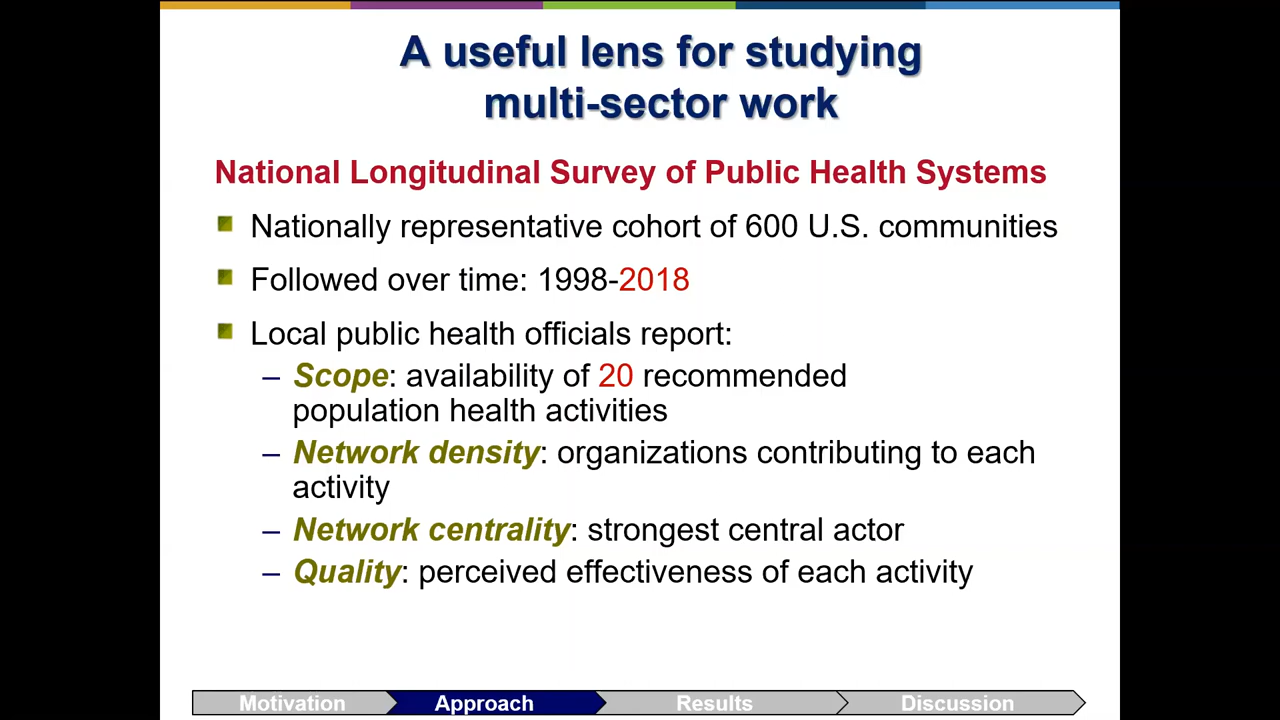 A useful lens for studying
multi-sector work
National Longitudinal Survey of Public Health Systems
Nationally representative cohort of 600 U.S. communities
Followed over time: 1998-2018
Local public health officials report:
– Scope: availability of 20 recommended
population health activities
– Network density: organizations contributing to each
activity
– Network centrality: strongest central actor
– Quality: perceived effectiveness of each activity
Motivation Approach Results Discussion